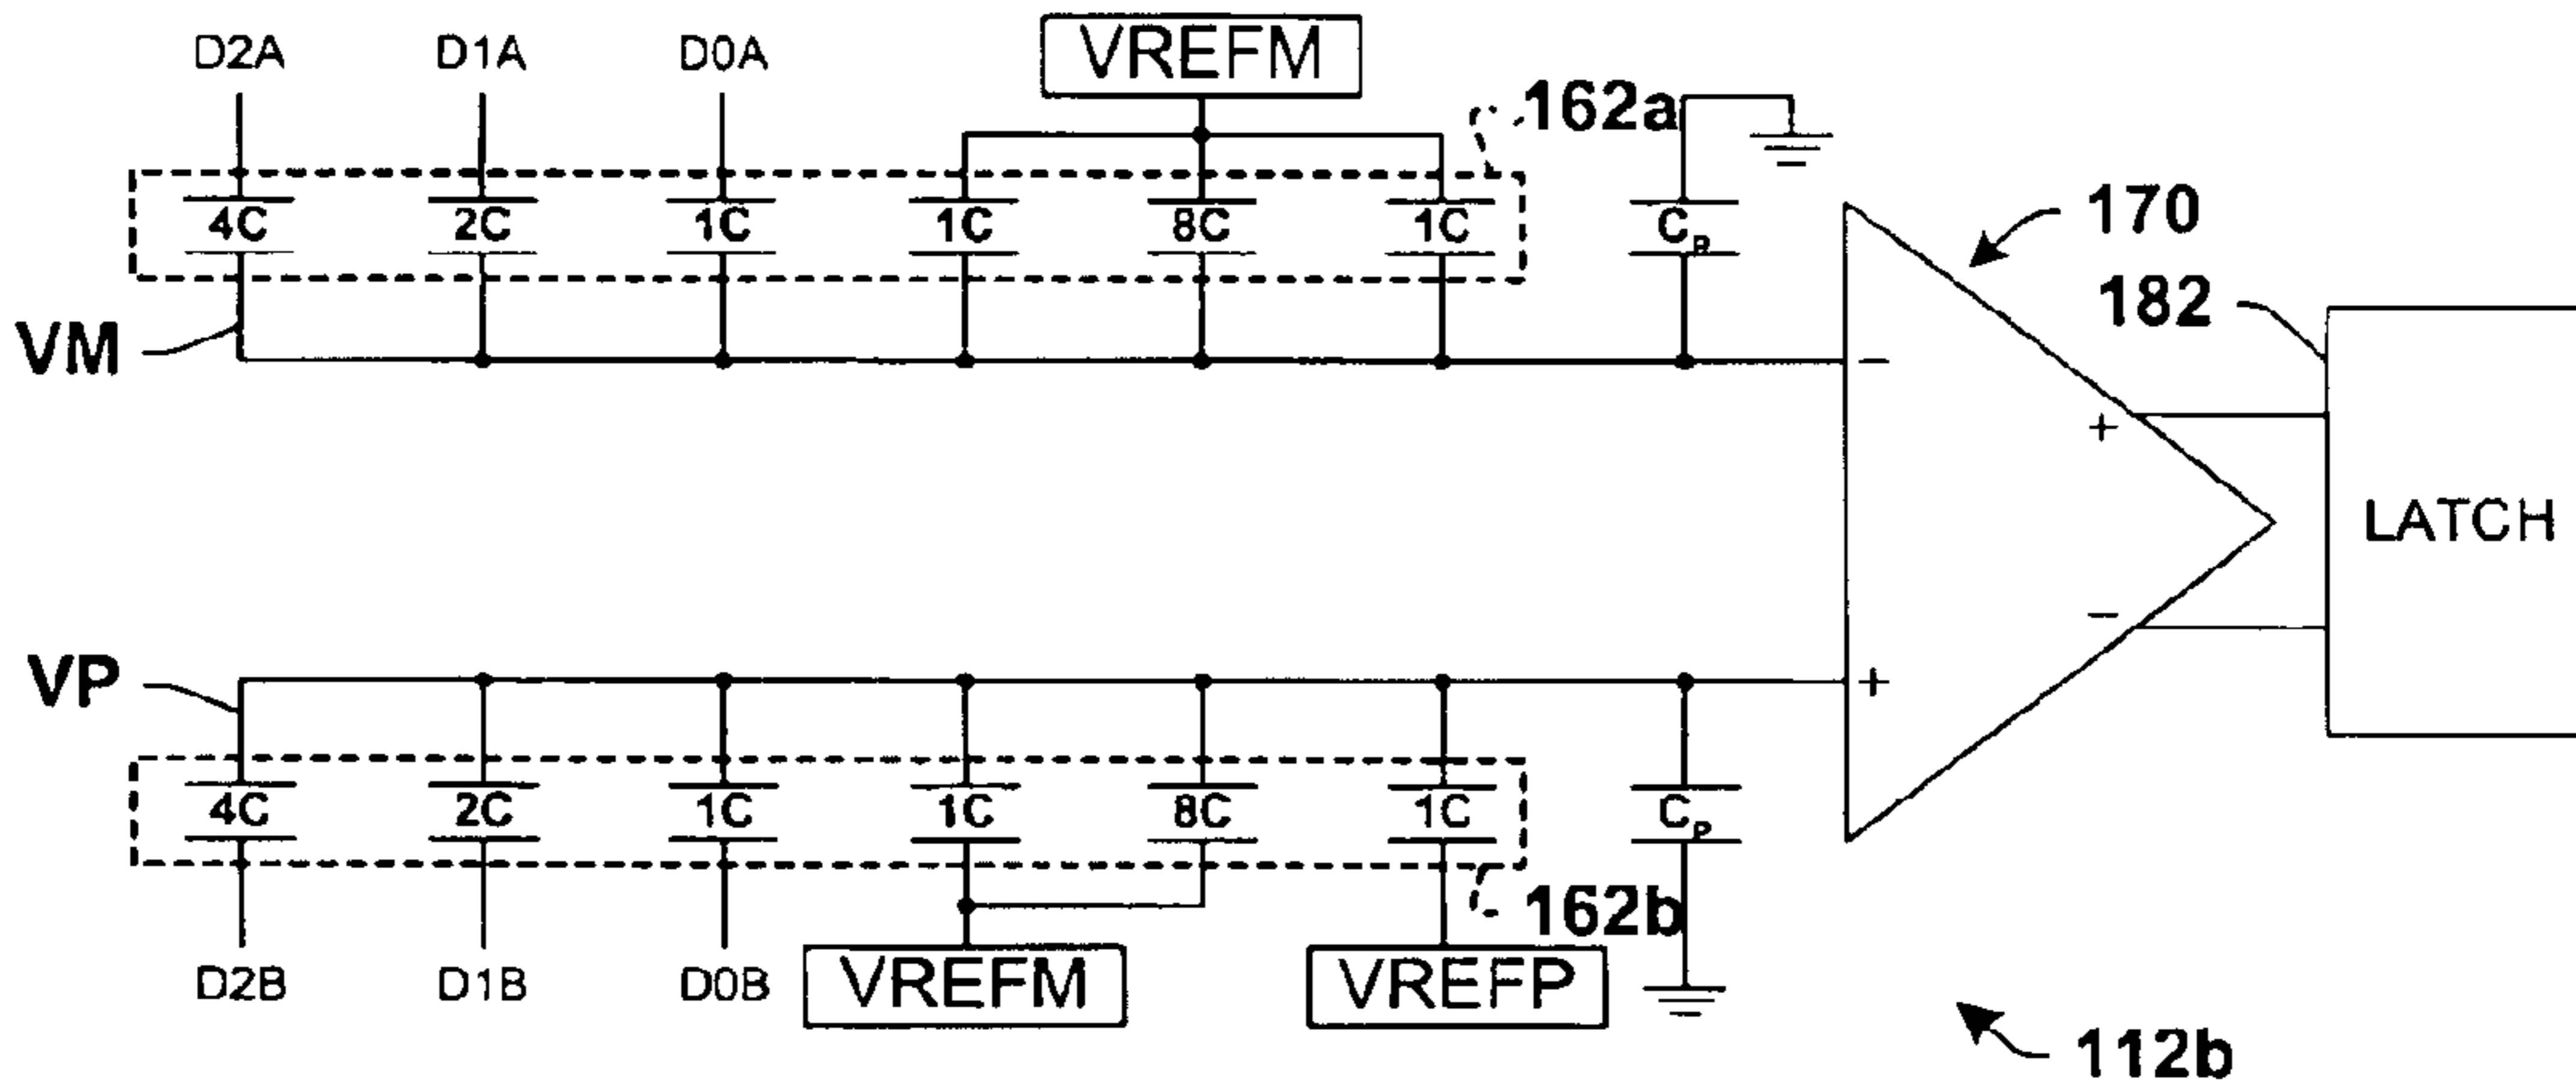 D2A D1A D0A VREFM
162a
4C 2C 1C 1C 8C 1C CP
170
182
VM
−
+
LATCH
−
VP
+
4C 2C 1C 1C 8C 1C CP
162b
D2B D1B D0B VREFM VREFP
112b